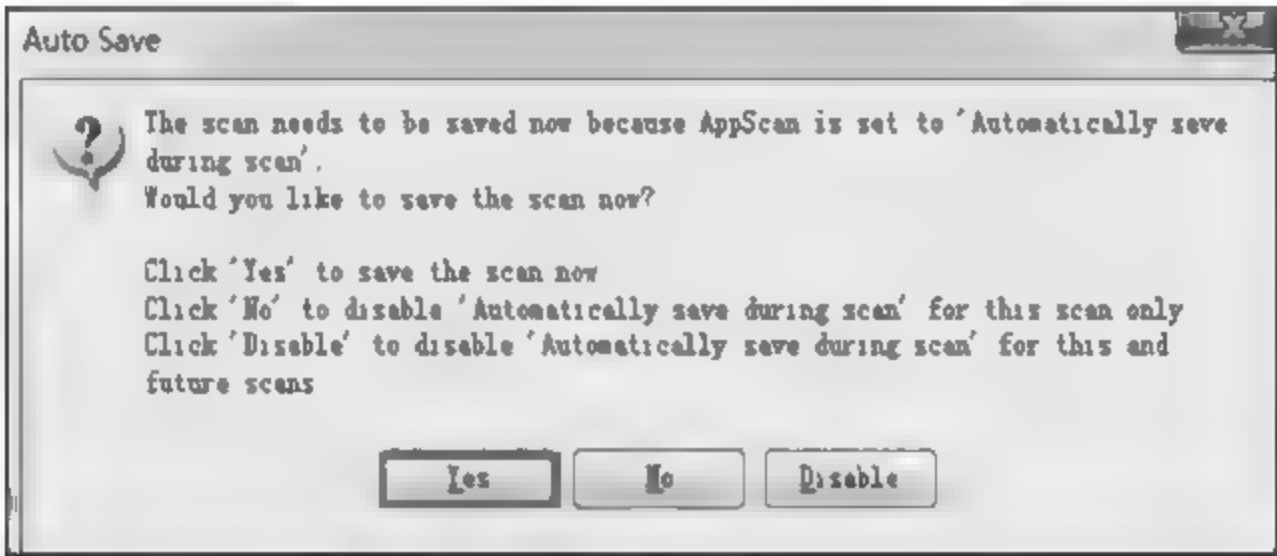 Auto Save
The scan needs to be saved now because AppScan is set to 'Automatically save
during scan'.
Would you like to save the scan now?
Click 'Yes' to save the scan now
Click 'No' to disable 'Automatically save during scan' for this scan only
Click 'Disable' to disable 'Automatically save during scan' for this and
future scans
Yes No Disable